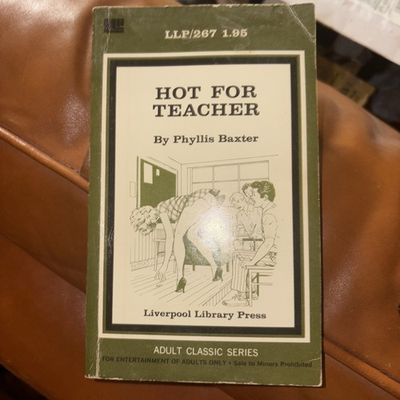 LLP/267 1.95
HOT FOR
TEACHER
By Phyllis Baxter
Liverpool Library Press
ADULT CLASSIC SERIES
FOR ENTERTAINMENT OF ADULTS ONLY • Sale to Minors Prohibited